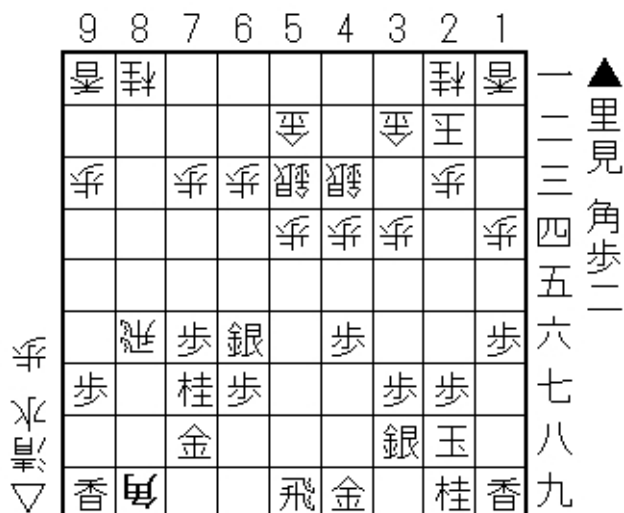 9 8 7 6 5 4 3 2 1
香 桂 桂 香 一
金 金 玉 二
歩 歩 歩 銀 銀 歩 三
歩 歩 歩 歩 四
五
飛 歩 銀 歩 歩 六
歩 桂 歩 歩 歩 七
金 銀 玉 八
香 角 飛 金 桂 香 九
▲里見 角歩二
△清水 歩